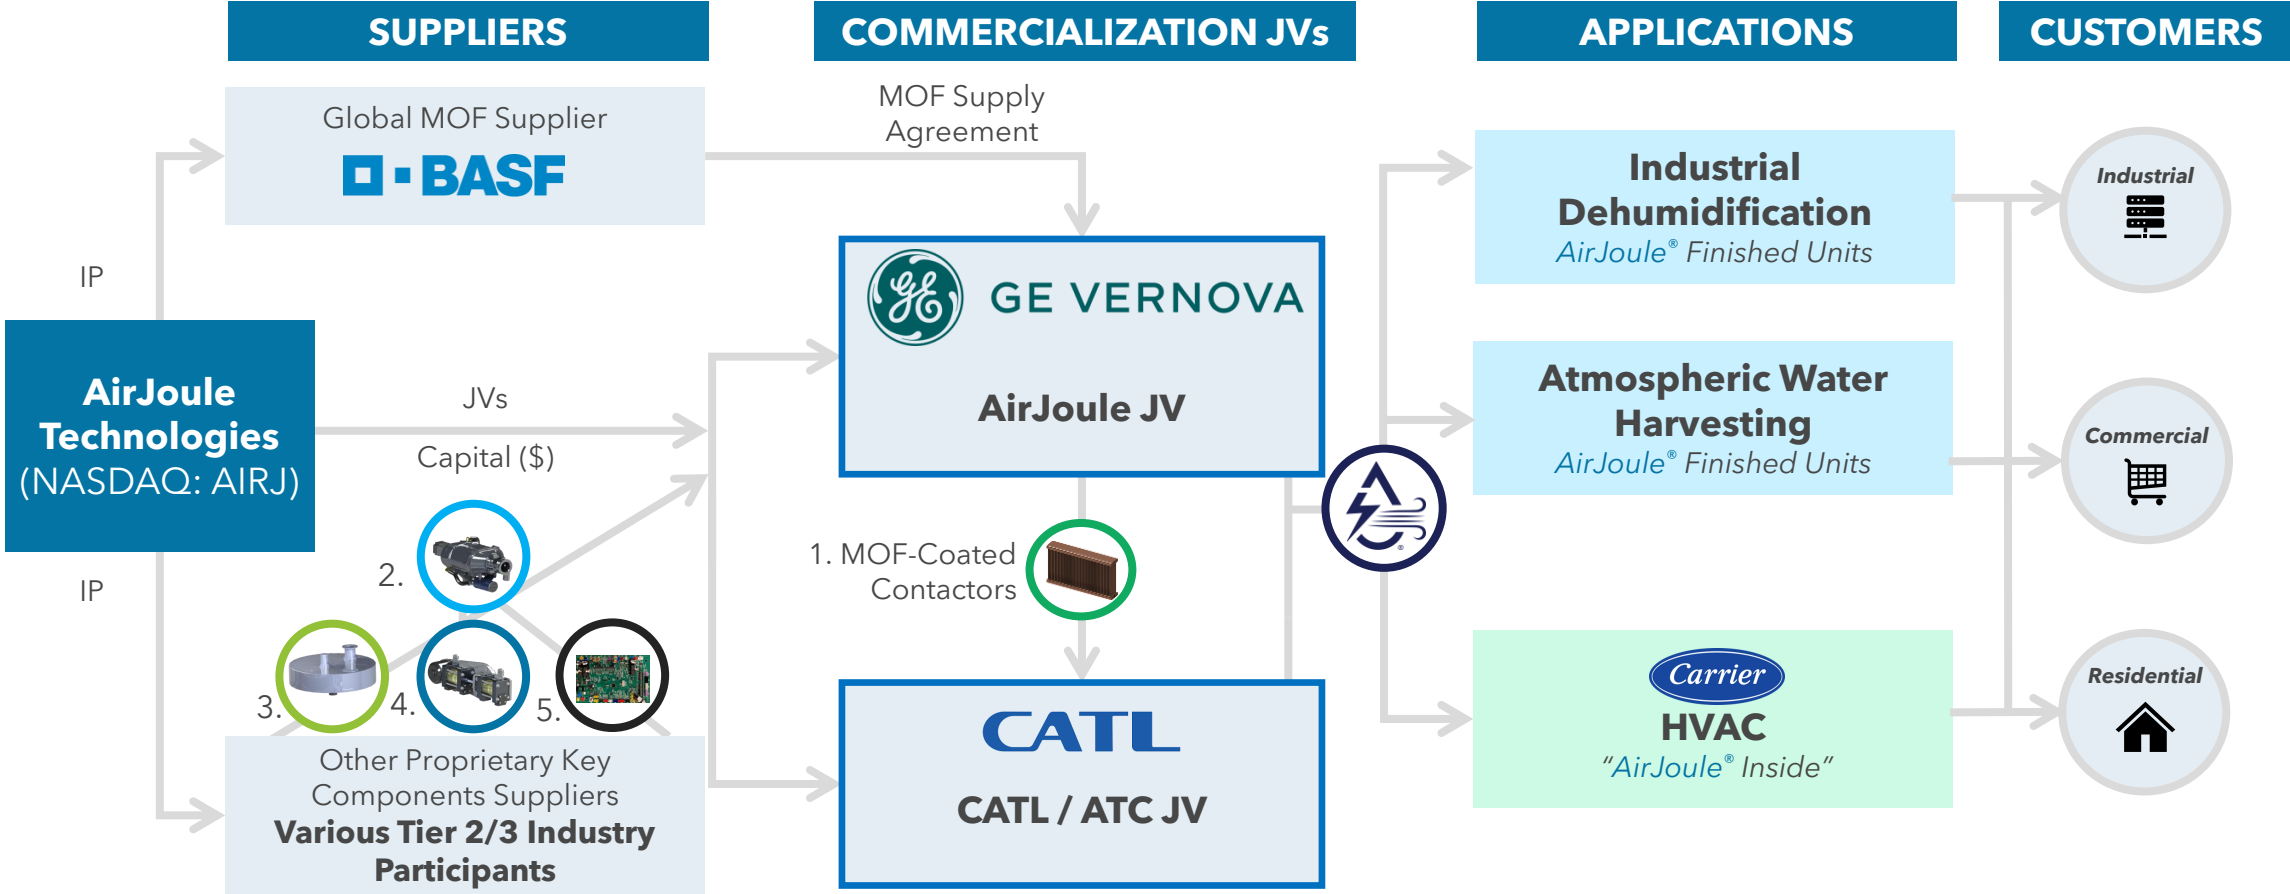 SUPPLIERS
COMMERCIALIZATION JVs
APPLICATIONS
CUSTOMERS
Global MOF Supplier
BASF
MOF Supply
Agreement
IP
AirJoule
Technologies
(NASDAQ: AIRJ)
IP
JVs
Capital ($)
2.
3.
4.
5.
Other Proprietary Key
Components Suppliers
Various Tier 2/3 Industry
Participants
GE VERNOVA
AirJoule JV
1. MOF-Coated
Contactors
CATL
CATL / ATC JV
Industrial
Dehumidification
AirJoule® Finished Units
Atmospheric Water
Harvesting
AirJoule® Finished Units
Carrier
HVAC
“AirJoule® Inside”
Industrial
Commercial
Residential